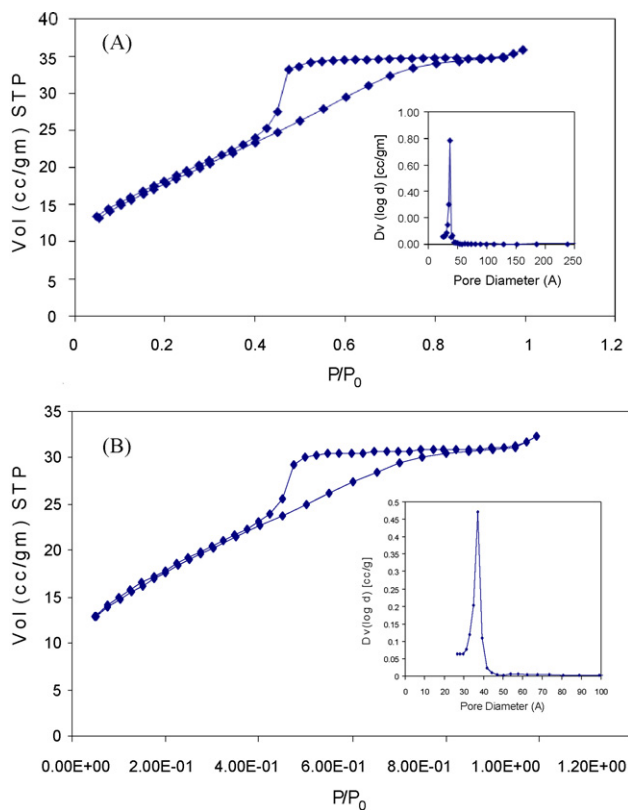 (A)
Vol (cc/gm) STP
40
35
30
25
20
15
10
5
0
0 0.2 0.4 0.6 0.8 1 1.2
P/P0
Dv (log d) [cc/gm]
1.00
0.80
0.60
0.40
0.00
0.00
0 50 100 150 200 250
Pore Diameter (A)
(B)
Vol (cc/gm) STP
35
30
25
20
15
10
5
0
0.00E+00 2.00E-01 4.00E-01 6.00E-01 8.00E-01 1.00E+00 1.20E+00
P/P0
Dv(log d) [cc/g]
0.5
0.45
0.4
0.35
0.3
0.25
0.2
0.15
0.1
0.05
0
0 10 20 30 40 50 60 70 80 90 100
Pore Diameter (A)